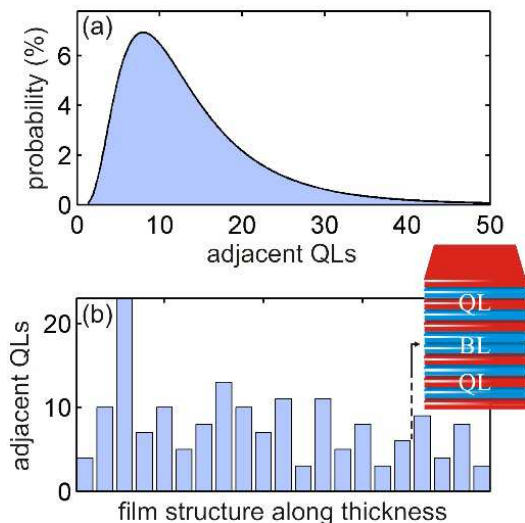 (a)
probability (%)
6
4
2
0
0 10 20 30 40 50
adjacent QLs
(b)
adjacent QLs
20
10
0
film structure along thickness
QL
BL
QL